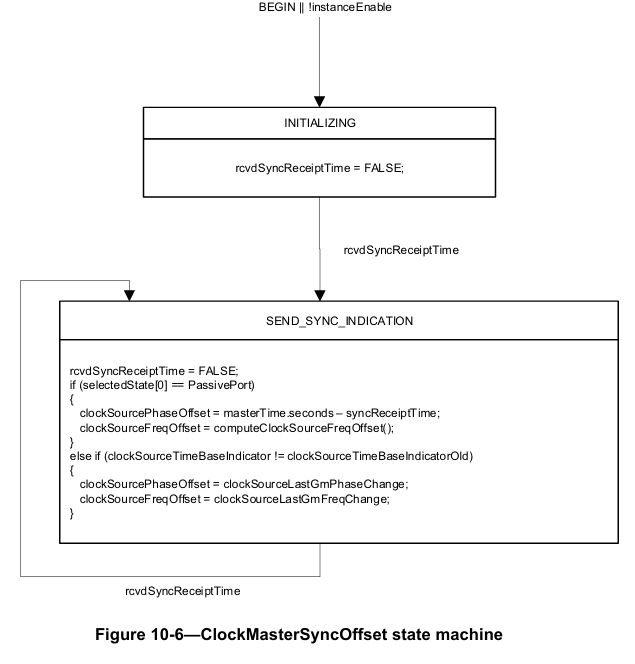 BEGIN || !instanceEnable
INITIALIZING
rcvdSyncReceiptTime = FALSE;
rcvdSyncReceiptTime
SEND_SYNC_INDICATION
rcvdSyncReceiptTime = FALSE;
if (selectedState[0] == PassivePort)
{
clockSourcePhaseOffset = masterTime.seconds – syncReceiptTime;
clockSourceFreqOffset = computeClockSourceFreqOffset();
}
else if (clockSourceTimeBaseIndicator != clockSourceTimeBaseIndicatorOld)
{
clockSourcePhaseOffset = clockSourceLastGmPhaseChange;
clockSourceFreqOffset = clockSourceLastGmFreqChange;
}
rcvdSyncReceiptTime
Figure 10-6—ClockMasterSyncOffset state machine